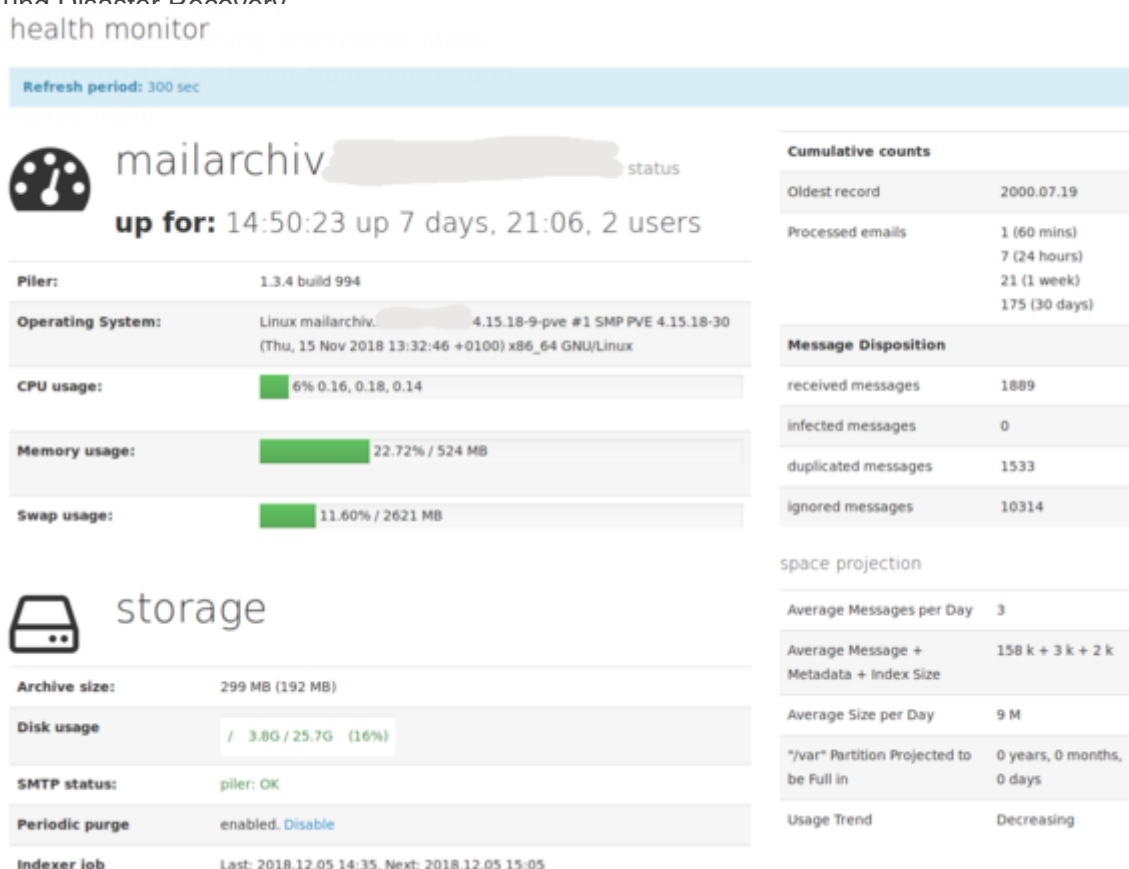 und Disaster Recovery
health monitor
Refresh period: 300 sec
mailarchiv status
up for: 14:50:23 up 7 days, 21:06, 2 users
Piler: 1.3.4 build 994
Operating System: Linux mailarchiv. 4.15.18-9-pve #1 SMP PVE 4.15.18-30
(Thu, 15 Nov 2018 13:32:46 +0100) x86_64 GNU/Linux
CPU usage: 6% 0.16, 0.18, 0.14
Memory usage: 22.72% / 524 MB
Swap usage: 11.60% / 2621 MB
storage
Archive size: 299 MB (192 MB)
Disk usage / 3.8G / 25.7G (16%)
SMTP status: piler: OK
Periodic purge enabled. Disable
Indexer job Last: 2018.12.05 14:35, Next: 2018.12.05 15:05
Cumulative counts
Oldest record 2000.07.19
Processed emails 1 (60 mins)
7 (24 hours)
21 (1 week)
175 (30 days)
Message Disposition
received messages 1889
infected messages 0
duplicated messages 1533
ignored messages 10314
space projection
Average Messages per Day 3
Average Message + 158 k + 3 k + 2 k
Metadata + Index Size
Average Size per Day 9 M
"/var" Partition Projected to 0 years, 0 months,
be Full in 0 days
Usage Trend Decreasing